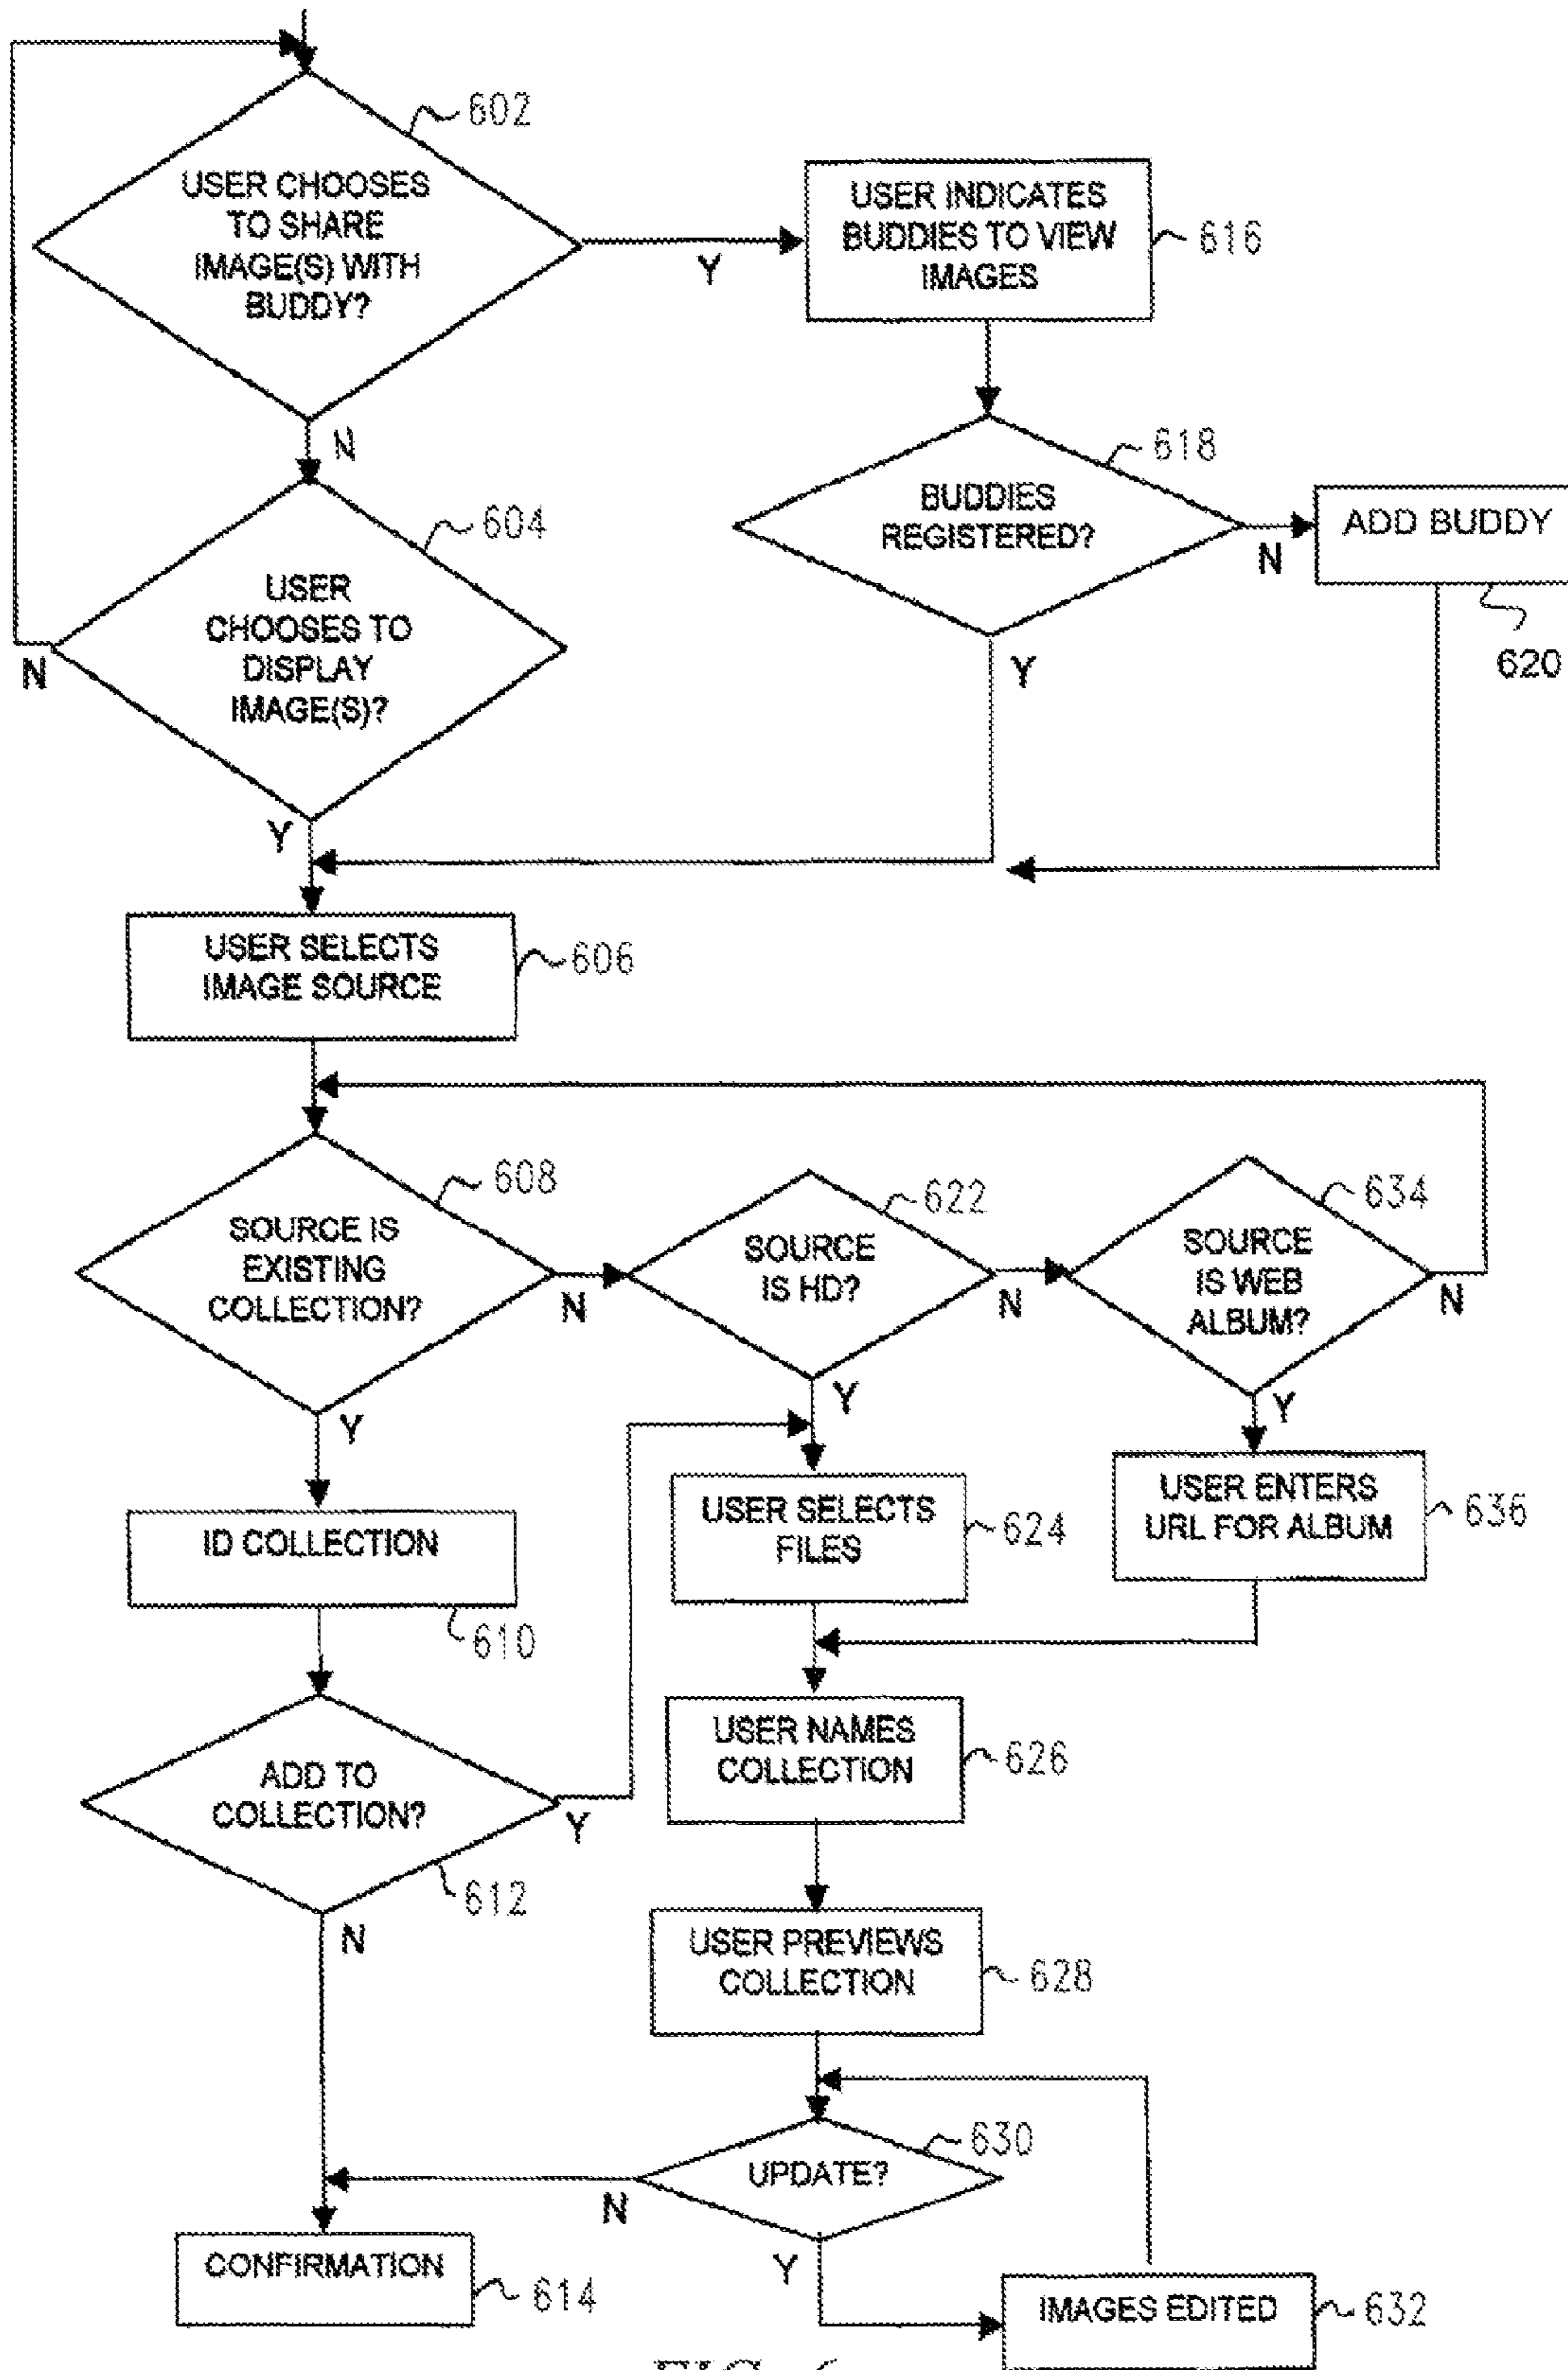 602
USER CHOOSES
TO SHARE
IMAGE(S) WITH
BUDDY?
Y
N
USER INDICATES
BUDDIES TO VIEW
IMAGES
616
618
BUDDIES
REGISTERED?
N
Y
ADD BUDDY
620
604
USER
CHOOSES TO
DISPLAY
IMAGE(S)?
N
Y
USER SELECTS
IMAGE SOURCE
606
608
SOURCE IS
EXISTING
COLLECTION?
N
Y
622
SOURCE
IS HD?
N
Y
634
SOURCE
IS WEB
ALBUM?
N
Y
ID COLLECTION
610
USER SELECTS
FILES
624
USER ENTERS
URL FOR ALBUM
636
ADD TO
COLLECTION?
Y
612
N
USER NAMES
COLLECTION
626
USER PREVIEWS
COLLECTION
628
630
UPDATE?
N
Y
CONFIRMATION
614
IMAGES EDITED
632
FIG. 6